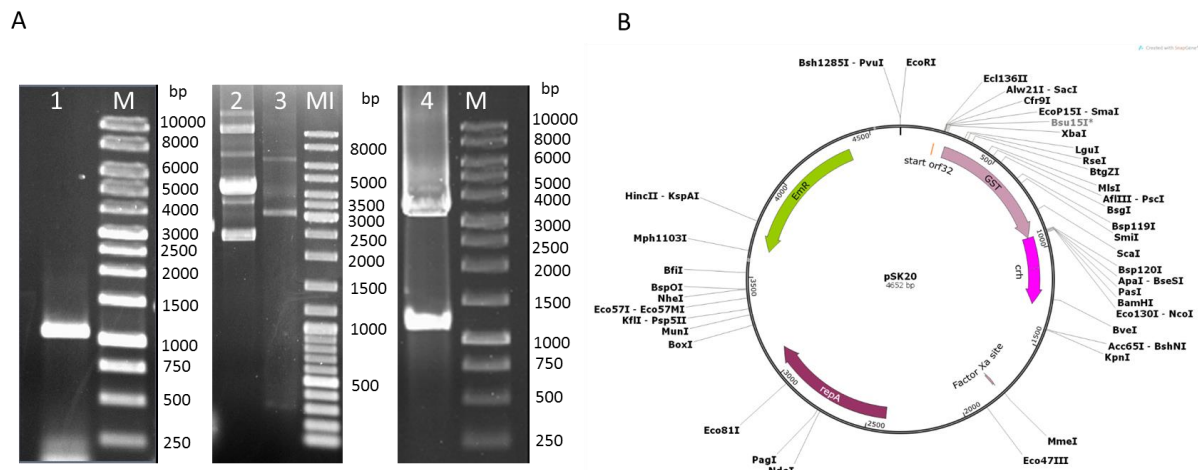 A
B
Created with SnapGene®
1
M
bp
10000
8000
6000
5000
4000
3000
2500
2000
1500
1000
750
500
250
2
3
MI
bp
8000
5000
3500
3000
2500
2000
1500
1000
500
4
M
bp
10000
8000
6000
5000
4000
3000
2500
2000
1500
1000
750
500
250
Bsh1285I - PvuI
EcoRI
Ecl136II
Alw21I - SacI
Cfr9I
EcoP15I - SmaI
Bsu15I*
XbaI
LguI
RseI
BtgZI
MlsI
AflIII - PscI
BsgI
Bsp119I
SmiI
ScaI
Bsp120I
ApaI - BseSI
PasI
BamHI
Eco130I - NcoI
BveI
Acc65I - BshNI
KpnI
MmeI
Eco47III
PagI
Eco81I
BoxI
MunI
KflI - Psp5II
Eco57I - Eco57MI
NheI
BspOI
BfiI
Mph1103I
HincII - KspAI
start orf32
GST
crh
Factor Xa site
repA
EmR
500
1000
1500
2000
2500
3000
3500
4000
4500
pSK20
4652 bp